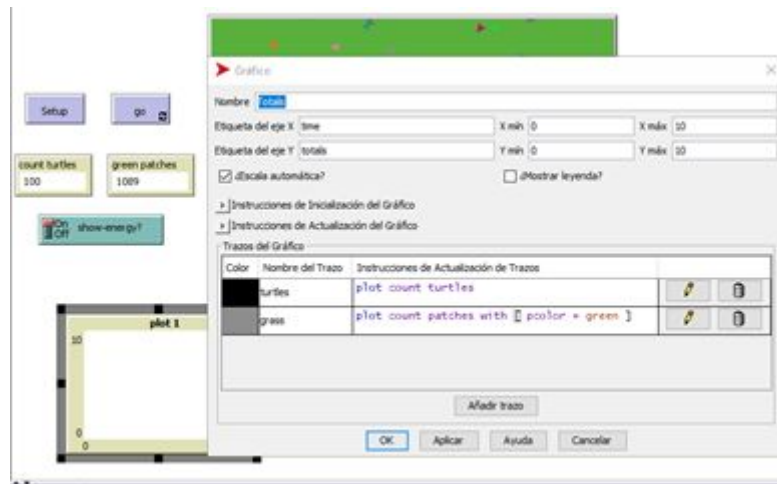 Gráfico
Nombre Totals
Etiqueta del eje X time X mín 0 X máx 10
Etiqueta del eje Y totals Y mín 0 Y máx 10
¿Escala automática? ¿Mostrar leyenda?
Instrucciones de Inicialización del Gráfico
Instrucciones de Actualización del Gráfico
Trazos del Gráfico
Color Nombre del Trazo Instrucciones de Actualización de Trazos
turtles plot count turtles
grass plot count patches with [ pcolor = green ]
Añadir trazo
OK Aplicar Ayuda Cancelar
Setup go
count turtles green patches
100 1089
On
Off show-energy?
plot 1
10
0
0